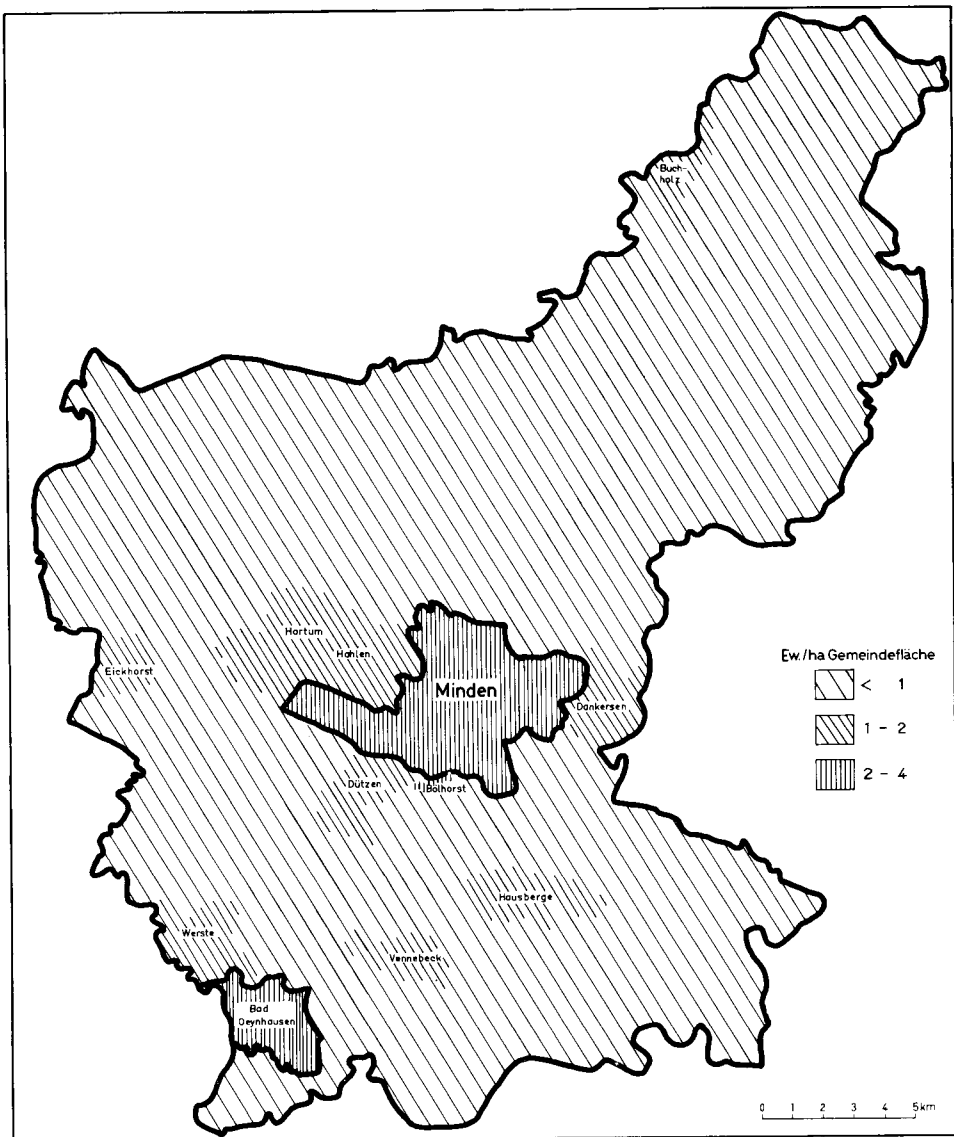 Buch-
holz
Hartum
Hahlen
Eickhorst
Minden
Dankersen
Dützen
Bölhorst
Hausberge
Werste
Vennebeck
Bad
Oeynhausen
Ew./ha Gemeindefläche
< 1
1 - 2
2 - 4
0 1 2 3 4 5km